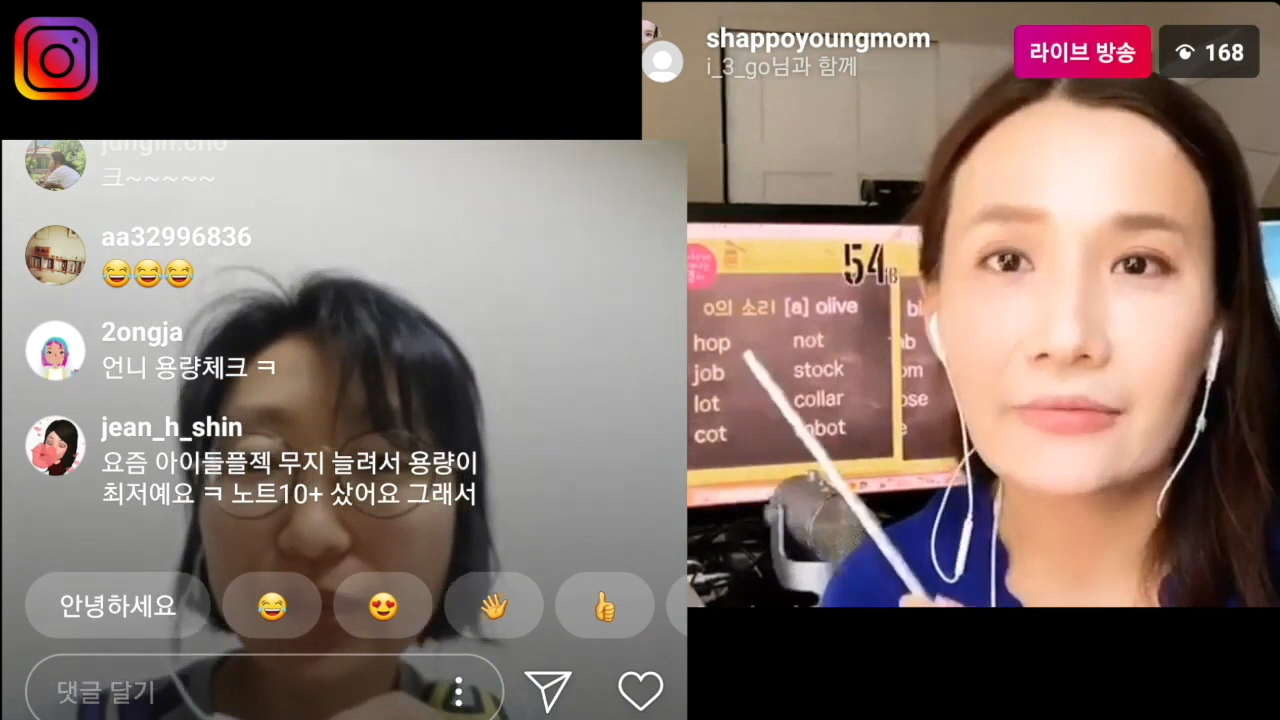 shappoyoungmom
i_3_go님과 함께
라이브 방송
168
크~~~~~
aa32996836
😂😂😂
2ongja
언니 용량체크 ㅋ
jean_h_shin
요즘 아이들플젝 무지 늘려서 용량이
최저예요 ㅋ 노트10+ 샀어요 그래서
안녕하세요
댓글 달기
54
o의 소리 [a] olive
hop not
job stock
lot collar
cot